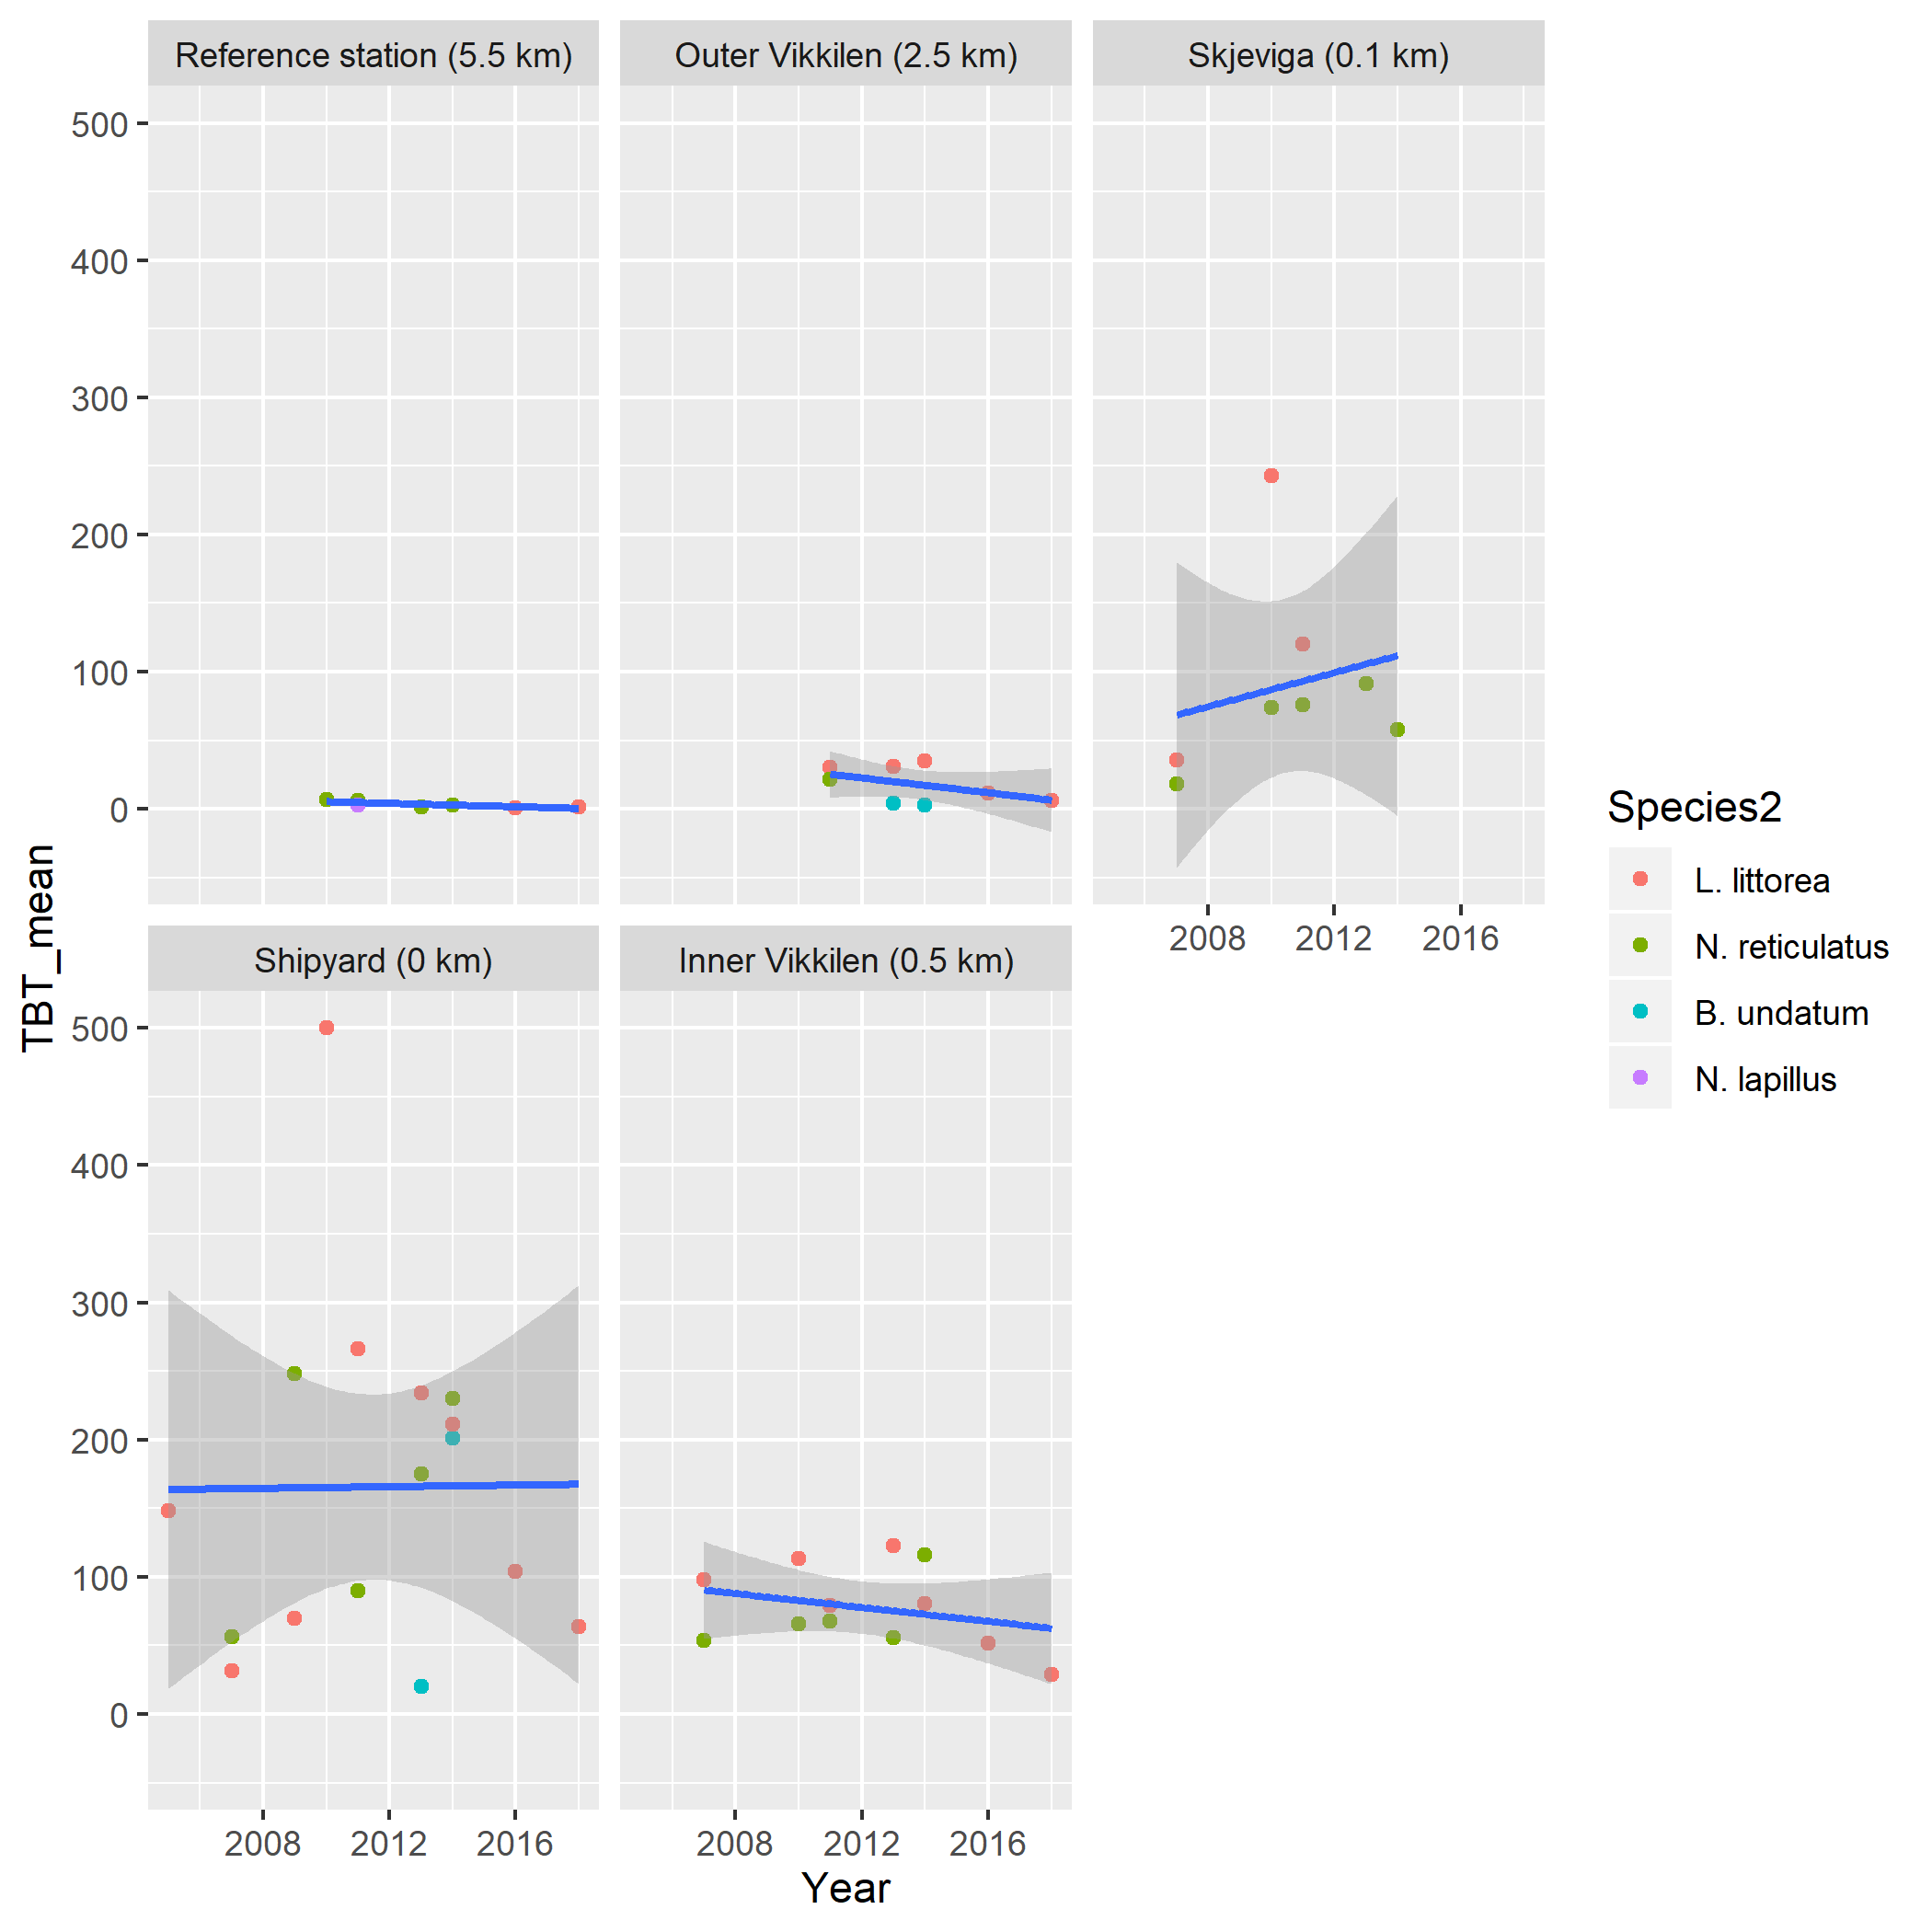 Reference station (5.5 km)
Outer Vikkilen (2.5 km)
Skjeviga (0.1 km)
500
400
300
200
100
0
2008 2012 2016
Shipyard (0 km)
Inner Vikkilen (0.5 km)
500
400
300
200
100
0
2008 2012 2016
2008 2012 2016
Year
TBT_mean
Species2
L. littorea
N. reticulatus
B. undatum
N. lapillus